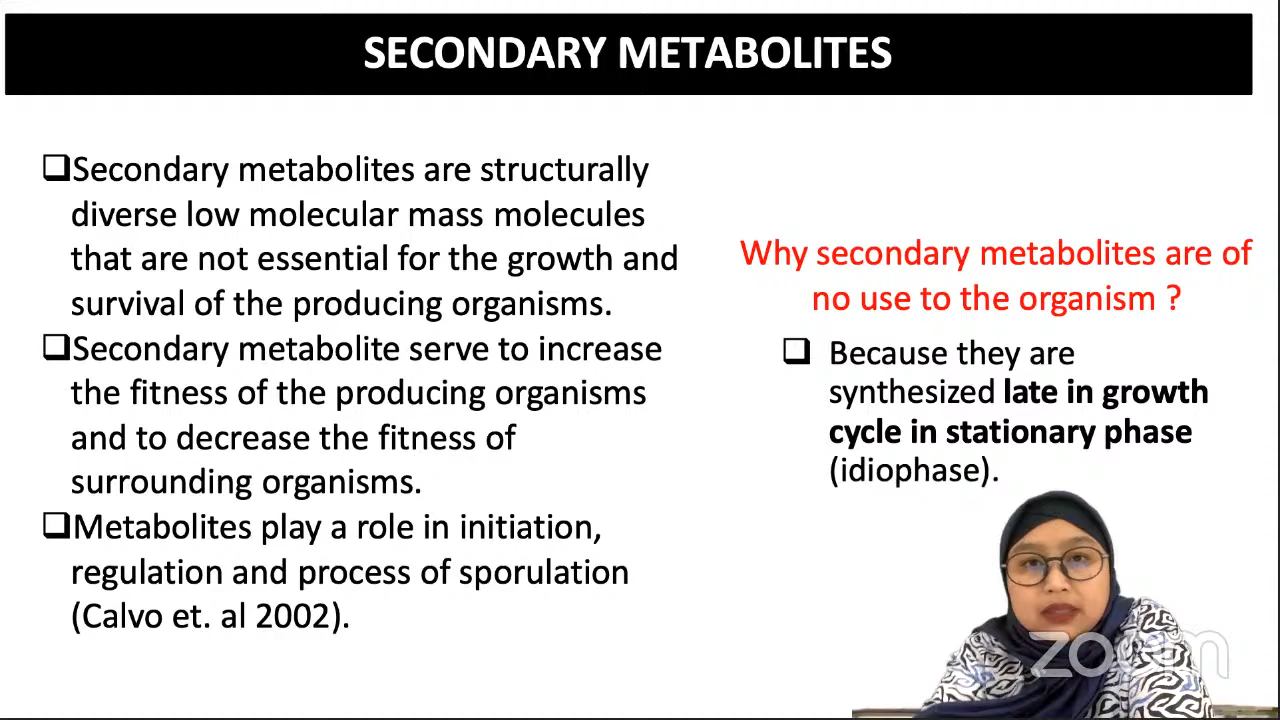 SECONDARY METABOLITES
❑Secondary metabolites are structurally
diverse low molecular mass molecules
that are not essential for the growth and
survival of the producing organisms.
❑Secondary metabolite serve to increase
the fitness of the producing organisms
and to decrease the fitness of
surrounding organisms.
❑Metabolites play a role in initiation,
regulation and process of sporulation
(Calvo et. al 2002).
Why secondary metabolites are of
no use to the organism ?
❑ Because they are
synthesized late in growth
cycle in stationary phase
(idiophase).
zoom